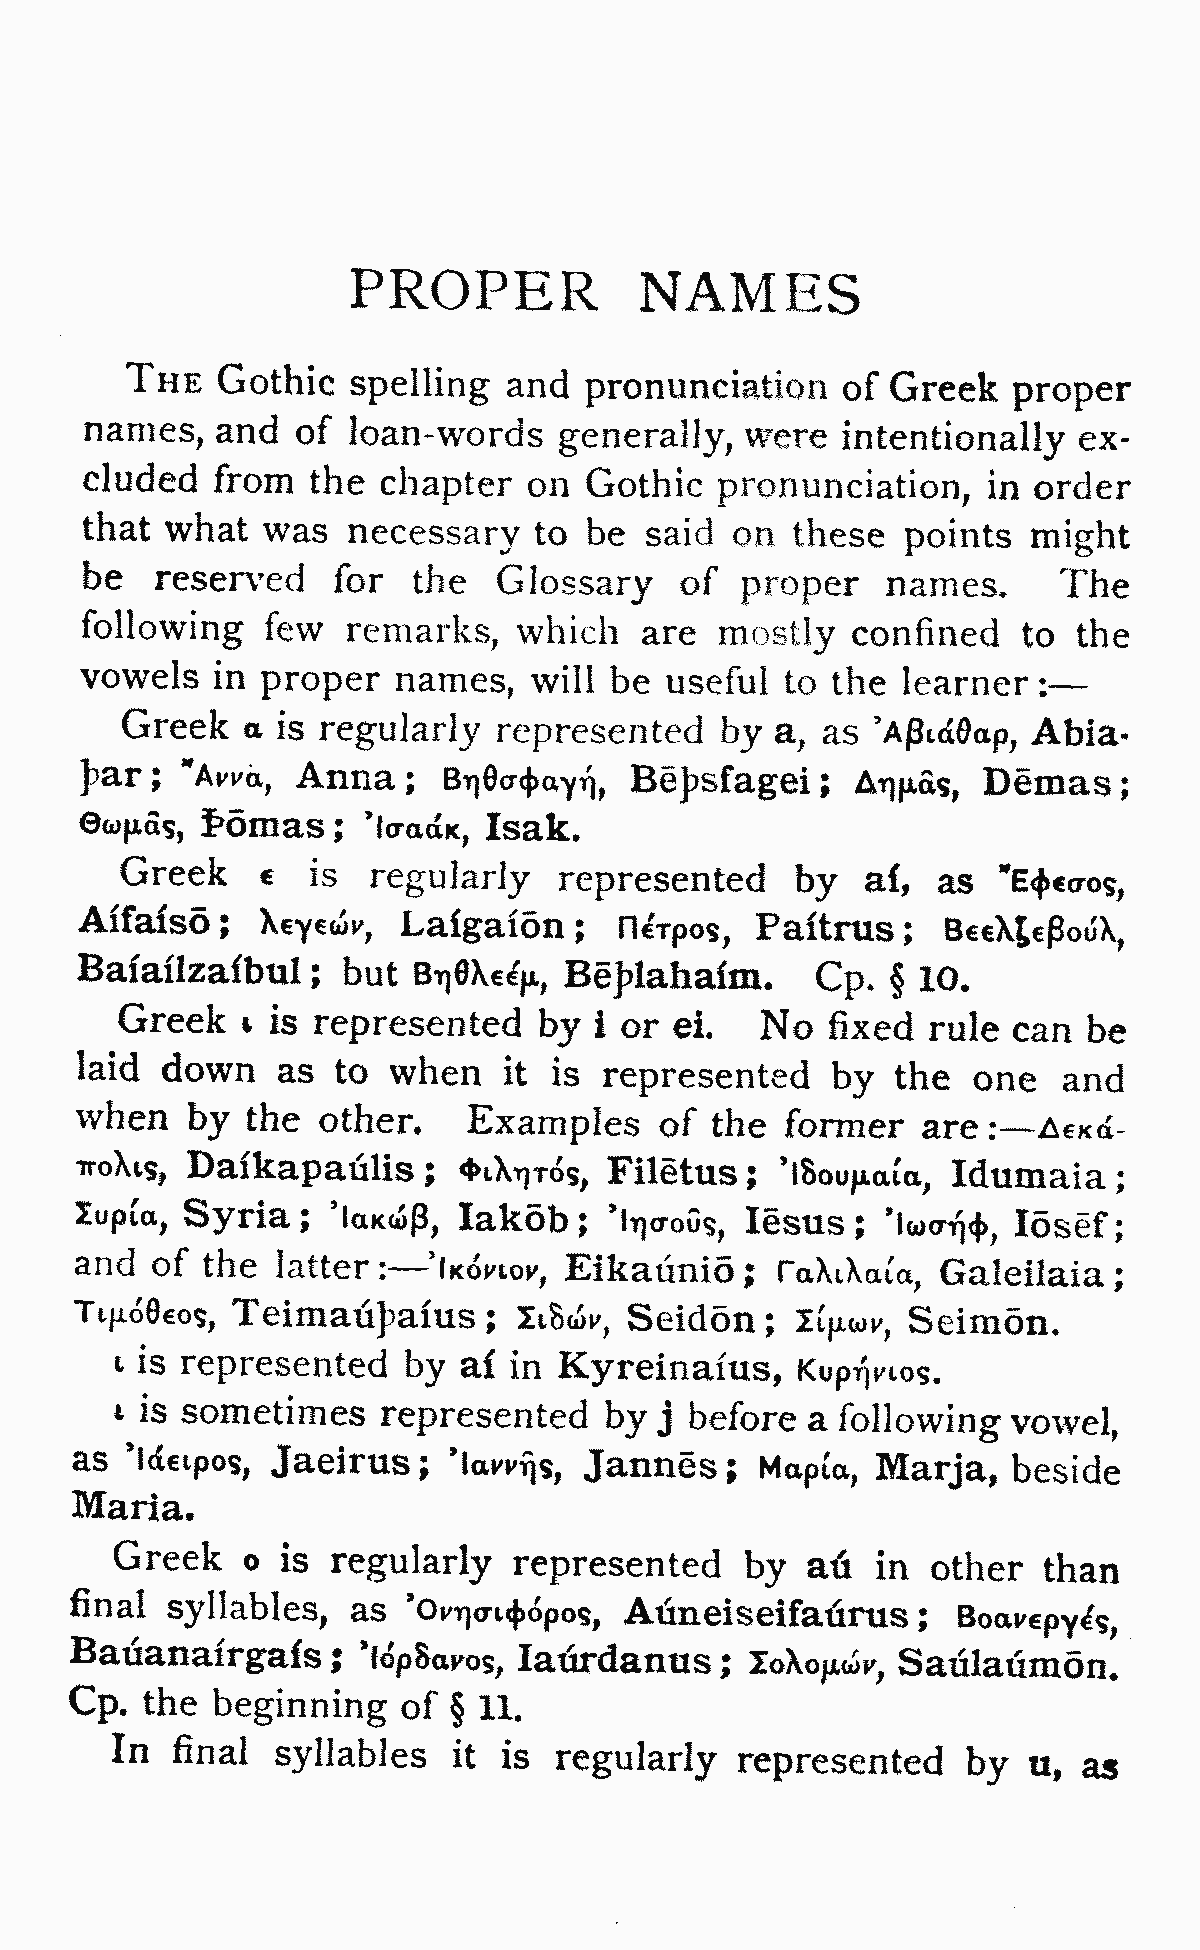 PROPER NAMES
THE Gothic spelling and pronunciation of Greek proper
names, and of loan-words generally, were intentionally ex-
cluded from the chapter on Gothic pronunciation, in order
that what was necessary to be said on these points might
be reserved for the Glossary of proper names. The
following few remarks, which are mostly confined to the
vowels in proper names, will be useful to the learner :—
Greek α is regularly represented by a, as Ἀβιάθαρ, Abia-
þar; Ἄννα, Anna; Βηθσφαγή, Bēþsfagei; Δημᾶς, Dēmas;
Θωμᾶς, Þōmas; Ἰσαάκ, Isak.
Greek ε is regularly represented by aí, as Ἔφεσος,
Aífaísō; λεγεών, Laígaíōn; Πέτρος, Paítrus; Βεελζεβούλ,
Baíaílzaíbul; but Βηθλεέμ, Bēþlahaím. Cp. § 10.
Greek ι is represented by i or ei. No fixed rule can be
laid down as to when it is represented by the one and
when by the other. Examples of the former are :—Δεκά-
πολις, Daíkapaúlis; Φιλητός, Filētus; Ἰδουμαία, Idumaia;
Συρία, Syria; Ἰακώβ, Iakōb; Ἰησοῦς, Iēsus; Ἰωσήφ, Iōsēf;
and of the latter :—Ἰκόνιον, Eikaúniō; Γαλιλαία, Galeilaia;
Τιμόθεος, Teimaúþaíus; Σιδών, Seidōn; Σίμων, Seimōn.
ι is represented by aí in Kyreinaíus, Κυρήνιος.
ι is sometimes represented by j before a following vowel,
as Ἰάειρος, Jaeirus; Ἰαννῆς, Jannēs; Μαρία, Marja, beside
Maria.
Greek ο is regularly represented by aú in other than
final syllables, as Ὀνησιφόρος, Aúneiseifaúrus; Βοανεργές,
Baúanaírgaís; Ἰόρδανος, Iaúrdanus; Σολομών, Saúlaúmōn.
Cp. the beginning of § 11.
In final syllables it is regularly represented by u, as